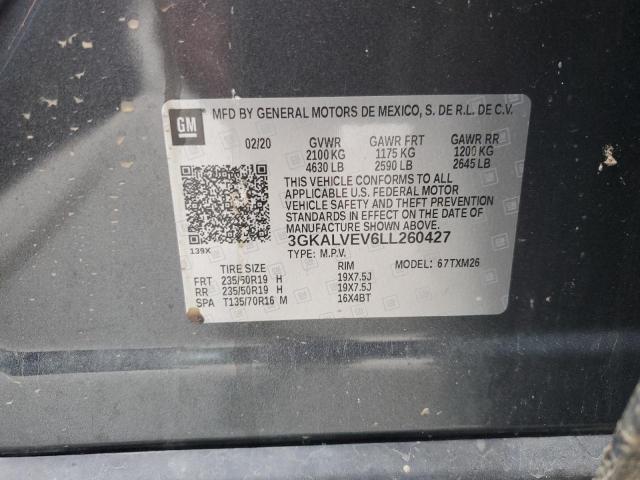 MFD BY GENERAL MOTORS DE MEXICO, S. DE R.L. DE C.V.
GM
02/20 GVWR GAWR FRT GAWR RR
2100 KG 1175 KG 1200 KG
4630 LB 2590 LB 2645 LB
THIS VEHICLE CONFORMS TO ALL
APPLICABLE U.S. FEDERAL MOTOR
VEHICLE SAFETY AND THEFT PREVENTION
STANDARDS IN EFFECT ON THE DATE OF
MANUFACTURE SHOWN ABOVE.
139X
3GKALVEV6LL260427
TYPE: M.P.V. MODEL: 67TXM26
TIRE SIZE RIM
FRT 235/50R19 H 19X7.5J
RR 235/50R19 H 19X7.5J
SPA T135/70R16 M 16X4BT